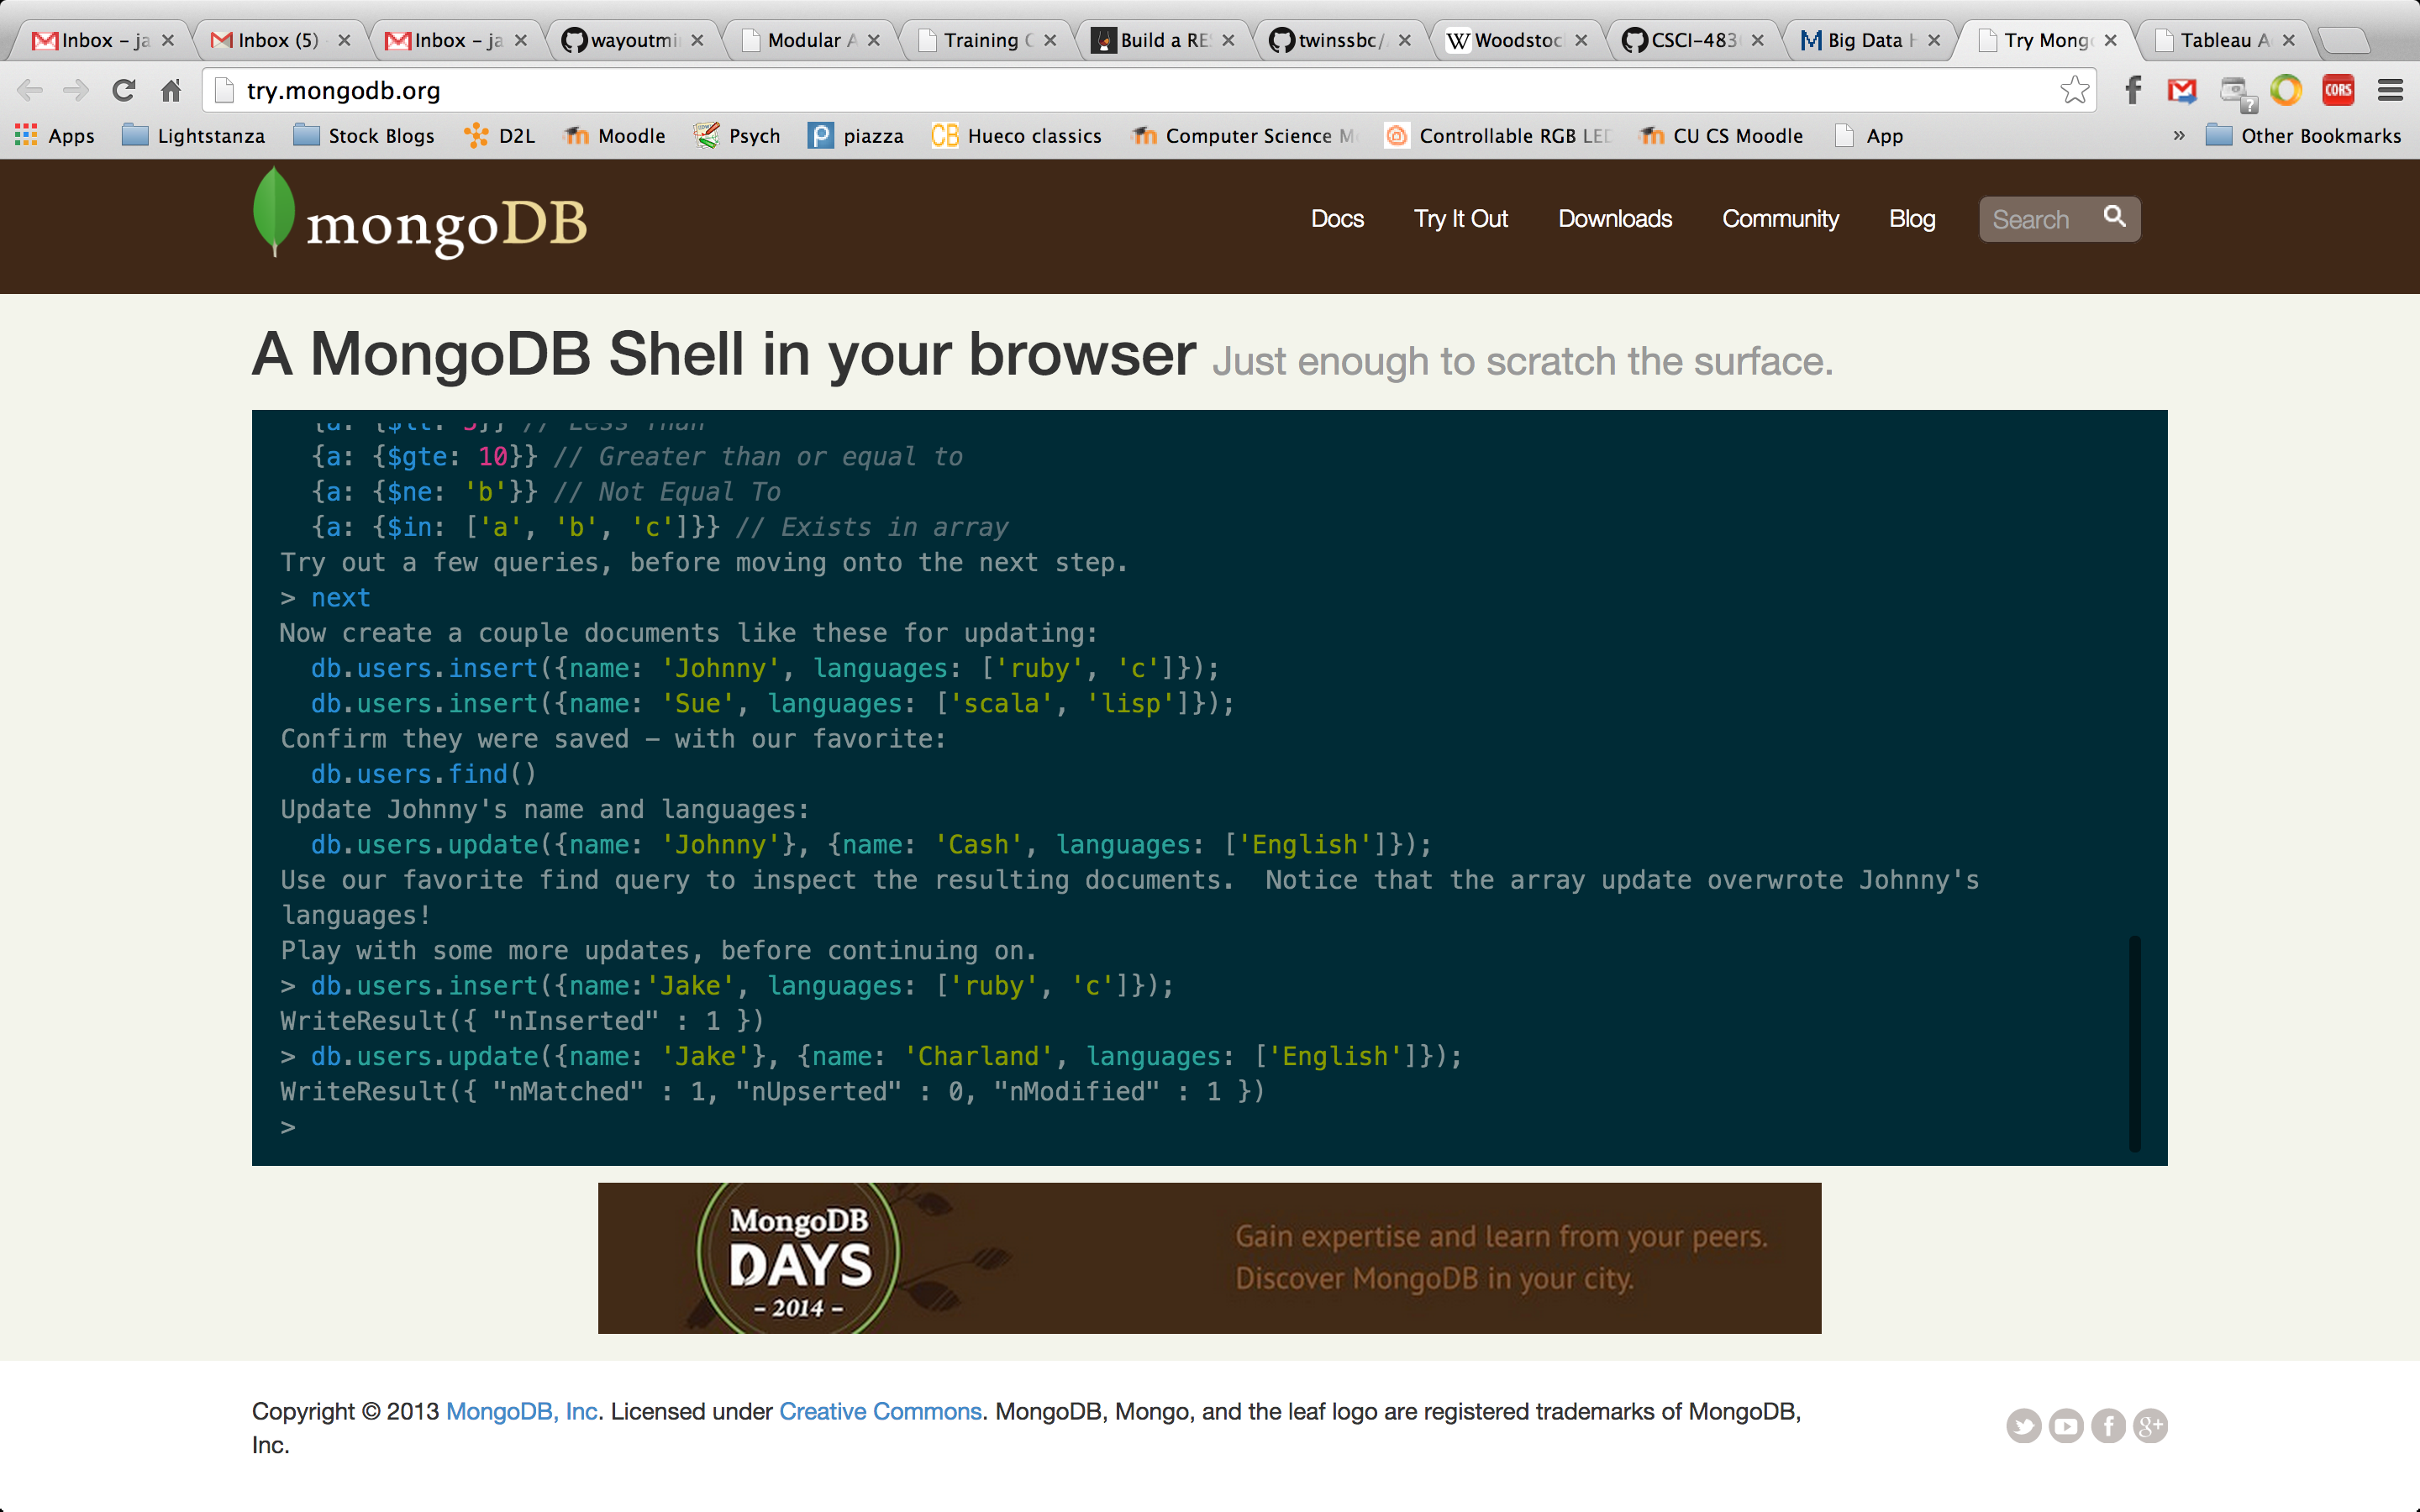 Inbox – ja
Inbox (5)
Inbox – ja
wayoutmi
Modular A
Training C
Build a RE
twinssbc/
Woodstoc
CSCI-483
Big Data H
Try Mong
Tableau A
try.mongodb.org
CORS
Apps
Lightstanza
Stock Blogs
D2L
Moodle
Psych
piazza
Hueco classics
Computer Science M
Controllable RGB LED
CU CS Moodle
App
» Other Bookmarks
mongoDB
Docs
Try It Out
Downloads
Community
Blog
Search
A MongoDB Shell in your browser Just enough to scratch the surface.
{a: {$lt: 5}} // Less Than
{a: {$gte: 10}} // Greater than or equal to
{a: {$ne: 'b'}} // Not Equal To
{a: {$in: ['a', 'b', 'c']}} // Exists in array
Try out a few queries, before moving onto the next step.
> next
Now create a couple documents like these for updating:
db.users.insert({name: 'Johnny', languages: ['ruby', 'c']});
db.users.insert({name: 'Sue', languages: ['scala', 'lisp']});
Confirm they were saved – with our favorite:
db.users.find()
Update Johnny's name and languages:
db.users.update({name: 'Johnny'}, {name: 'Cash', languages: ['English']});
Use our favorite find query to inspect the resulting documents.  Notice that the array update overwrote Johnny's
languages!
Play with some more updates, before continuing on.
> db.users.insert({name:'Jake', languages: ['ruby', 'c']});
WriteResult({ "nInserted" : 1 })
> db.users.update({name: 'Jake'}, {name: 'Charland', languages: ['English']});
WriteResult({ "nMatched" : 1, "nUpserted" : 0, "nModified" : 1 })
>
MongoDB
DAYS
– 2014 –
Gain expertise and learn from your peers.
Discover MongoDB in your city.
Copyright © 2013 MongoDB, Inc. Licensed under Creative Commons. MongoDB, Mongo, and the leaf logo are registered trademarks of MongoDB,
Inc.